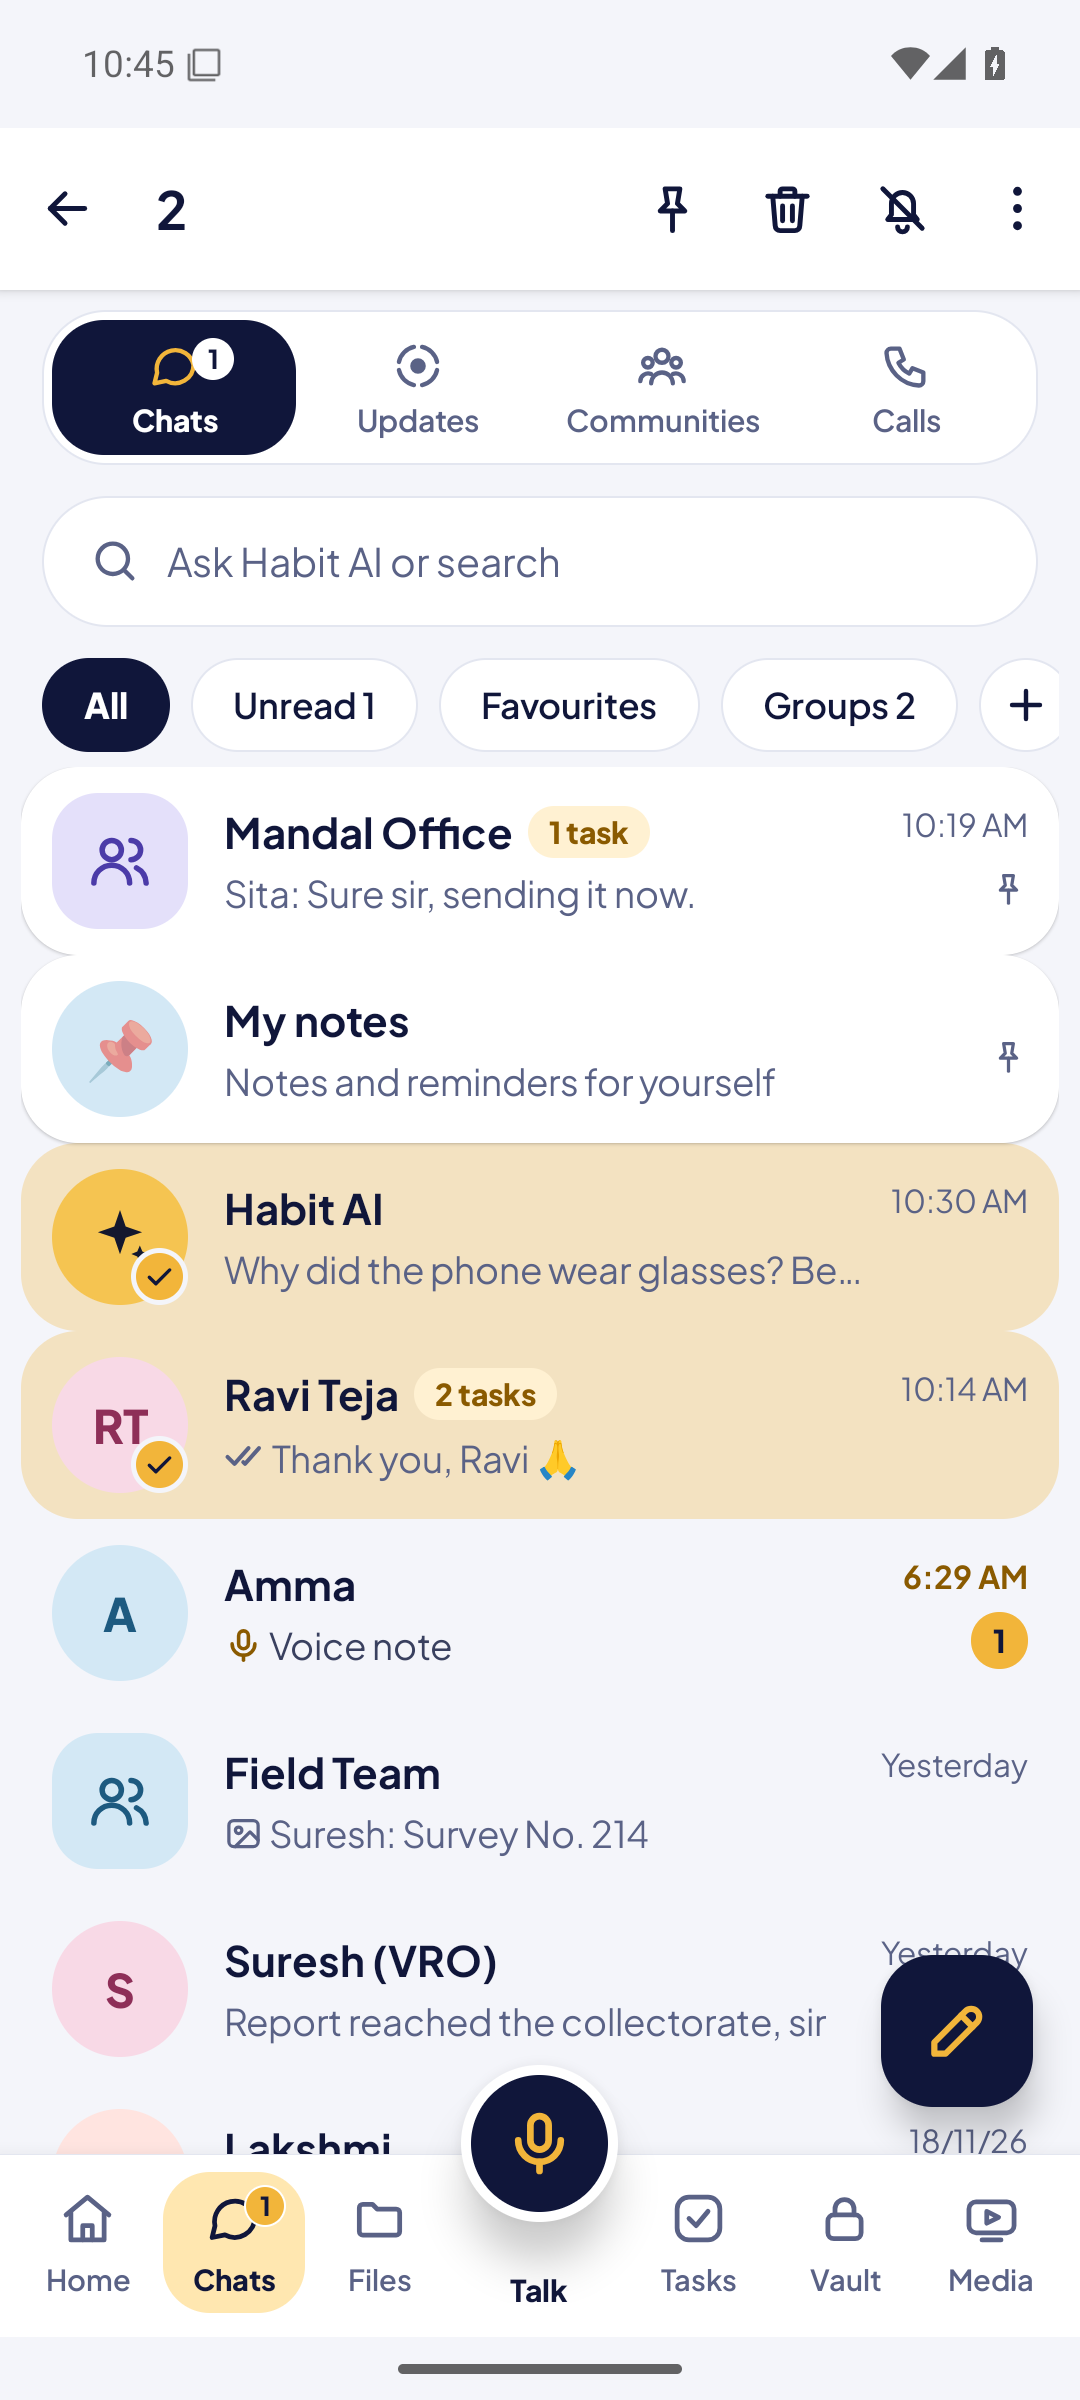 10:45
2
1
Chats
Updates
Communities
Calls
Ask Habit AI or search
All
Unread 1
Favourites
Groups 2
Mandal Office
1 task
10:19 AM
Sita: Sure sir, sending it now.
My notes
Notes and reminders for yourself
Habit AI
10:30 AM
Why did the phone wear glasses? Be...
RT
Ravi Teja
2 tasks
10:14 AM
Thank you, Ravi 🙏
A
Amma
6:29 AM
Voice note
1
Field Team
Yesterday
Suresh: Survey No. 214
S
Suresh (VRO)
Yesterday
Report reached the collectorate, sir
Lakshmi
18/11/26
Home
1
Chats
Files
Talk
Tasks
Vault
Media